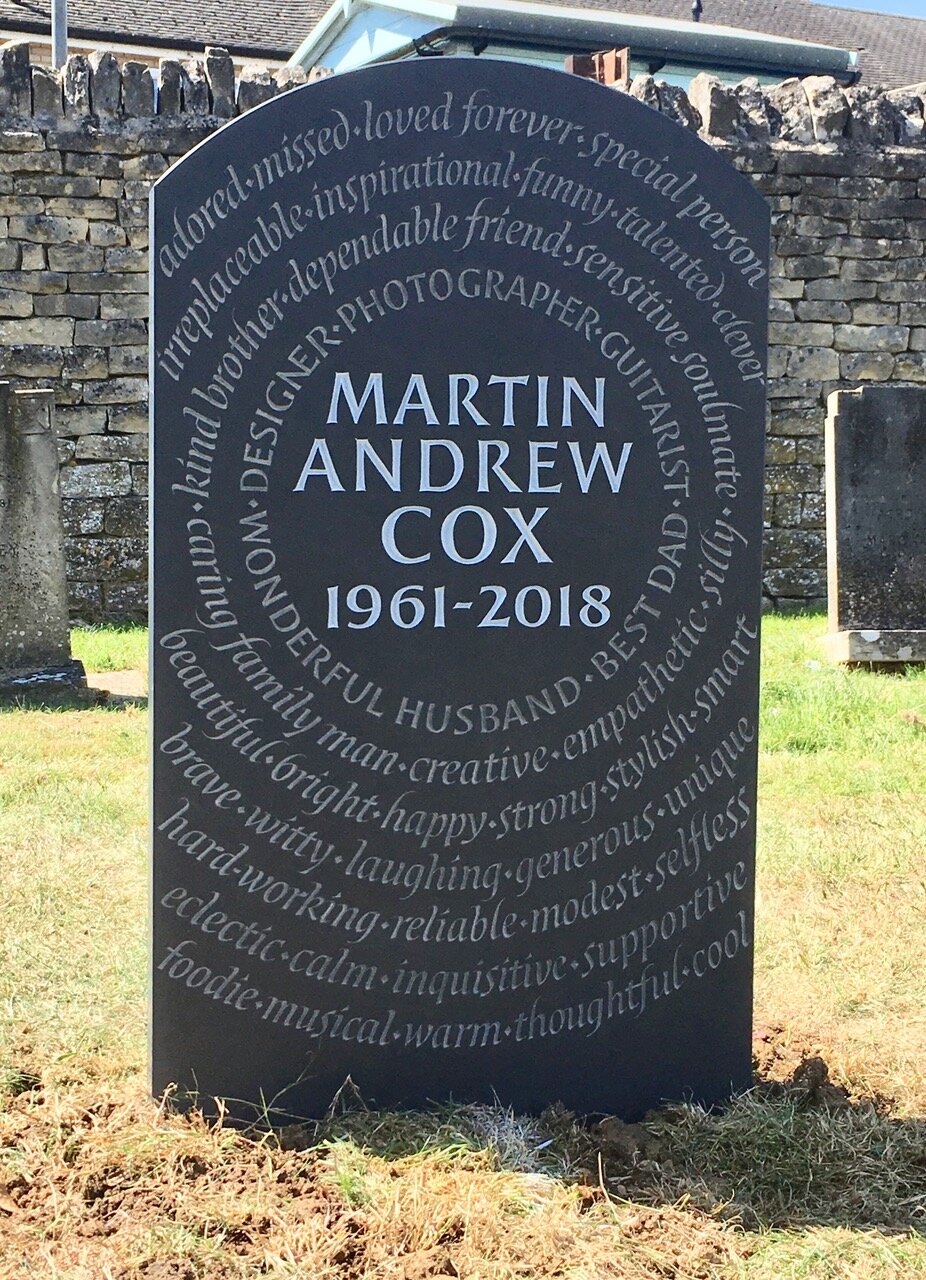 adored·missed·loved forever·special person
irreplaceable·inspirational·funny·talented·clever
·kind brother·dependable friend·sensitive soulmate·
·DESIGNER·PHOTOGRAPHER·GUITARIST·
MARTIN
ANDREW
COX
1961-2018
WONDERFUL HUSBAND·BEST DAD
caring family man·creative·empathetic·silly
beautiful·bright·happy·strong·stylish·smart
brave·witty·laughing·generous·unique
hard-working·reliable·modest·selfless
eclectic·calm·inquisitive·supportive
foodie·musical·warm·thoughtful·cool